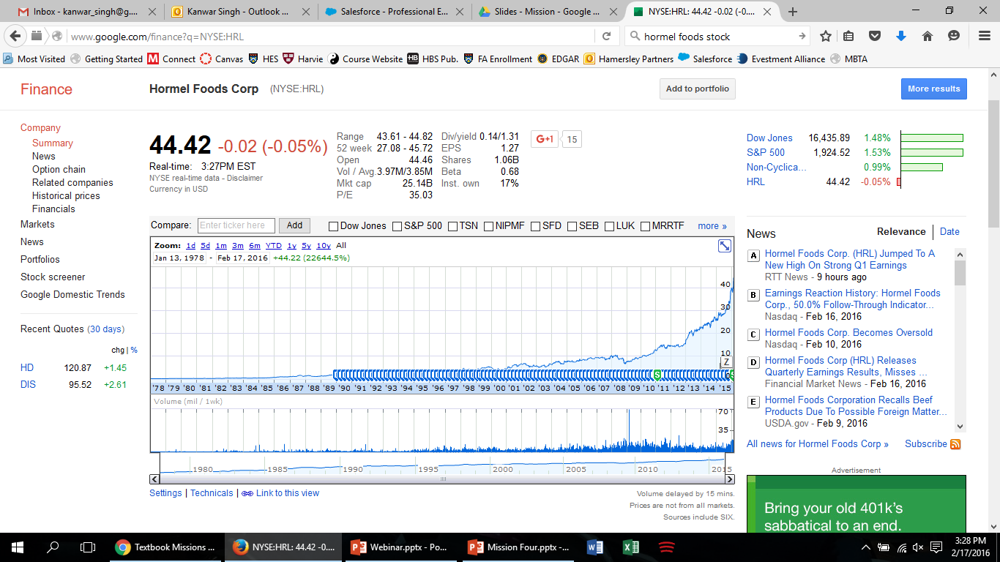 Inbox - kanwar_singh@g....
Kanwar Singh - Outlook ...
Salesforce - Professional E...
Slides - Mission - Google ...
NYSE:HRL: 44.42 -0.02 (-0....
www.google.com/finance?q=NYSE:HRL
hormel foods stock
Most Visited Getting Started Connect Canvas HES Harvie Course Website HBS Pub. FA Enrollment EDGAR Hamersley Partners Salesforce Evestment Alliance MBTA
Finance
Hormel Foods Corp (NYSE:HRL)
Add to portfolio
More results
Company
Summary
News
Option chain
Related companies
Historical prices
Financials
Markets
News
Portfolios
Stock screener
Google Domestic Trends
Recent Quotes (30 days)
chg | %
HD 120.87 +1.45
DIS 95.52 +2.61
44.42 -0.02 (-0.05%)
Real-time: 3:27PM EST
NYSE real-time data - Disclaimer
Currency in USD
Range 43.61 - 44.82 Div/yield 0.14/1.31
52 week 27.08 - 45.72 EPS 1.27
Open 44.46 Shares 1.06B
Vol / Avg. 3.97M/3.85M Beta 0.68
Mkt cap 25.14B Inst. own 17%
P/E 35.03
G+1 15
Dow Jones 16,435.89 1.48%
S&P 500 1,924.52 1.53%
Non-Cyclica... 0.99%
HRL 44.42 -0.05%
Compare: Enter ticker here Add Dow Jones S&P 500 TSN NIPMF SFD SEB LUK MRRTF more »
Zoom: 1d 5d 1m 3m 6m YTD 1y 5y 10y All
Jan 13, 1978 - Feb 17, 2016 +44.22 (22644.5%)
40
30
20
10
Z
0
S
S
'78 '79 '80 '81 '82 '83 '84 '85 '86 '87 '88 '89 '90 '91 '92 '93 '94 '95 '96 '97 '98 '99 '00 '01 '02 '03 '04 '05 '06 '07 '08 '09 '10 '11 '12 '13 '14 '15
Volume (mil / 1wk)
70
35
1980 1985 1990 1995 2000 2005 2010 2015
Settings | Technicals | Link to this view
Volume delayed by 15 mins.
Prices are not from all markets.
Sources include SIX.
News
Relevance | Date
A Hormel Foods Corp. (HRL) Jumped To A
New High On Strong Q1 Earnings
RTT News - 9 hours ago
B Earnings Reaction History: Hormel Foods
Corp., 50.0% Follow-Through Indicator...
Nasdaq - Feb 16, 2016
C Hormel Foods Corp. Becomes Oversold
Nasdaq - Feb 10, 2016
D Hormel Foods Corp (HRL) Releases
Quarterly Earnings Results, Misses ...
Financial Market News - Feb 16, 2016
E Hormel Foods Corporation Recalls Beef
Products Due To Possible Foreign Matter...
USDA.gov - Feb 9, 2016
All news for Hormel Foods Corp » Subscribe
Advertisement
Bring your old 401k's
sabbatical to an end.
Textbook Missions ...
NYSE:HRL: 44.42 -0....
Webinar.pptx - Po...
Mission Four.pptx -...
3:28 PM
2/17/2016